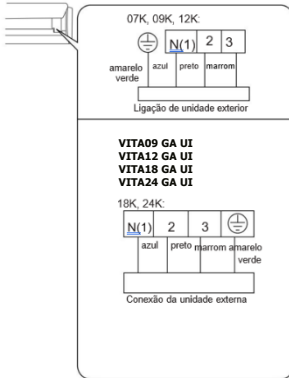 07K, 09K, 12K:
N(1) 2 3
amarelo verde azul preto marrom
Ligação de unidade exterior
VITA09 GA UI
VITA12 GA UI
VITA18 GA UI
VITA24 GA UI
18K, 24K:
N(1) 2 3
azul preto marrom amarelo verde
Conexão da unidade externa